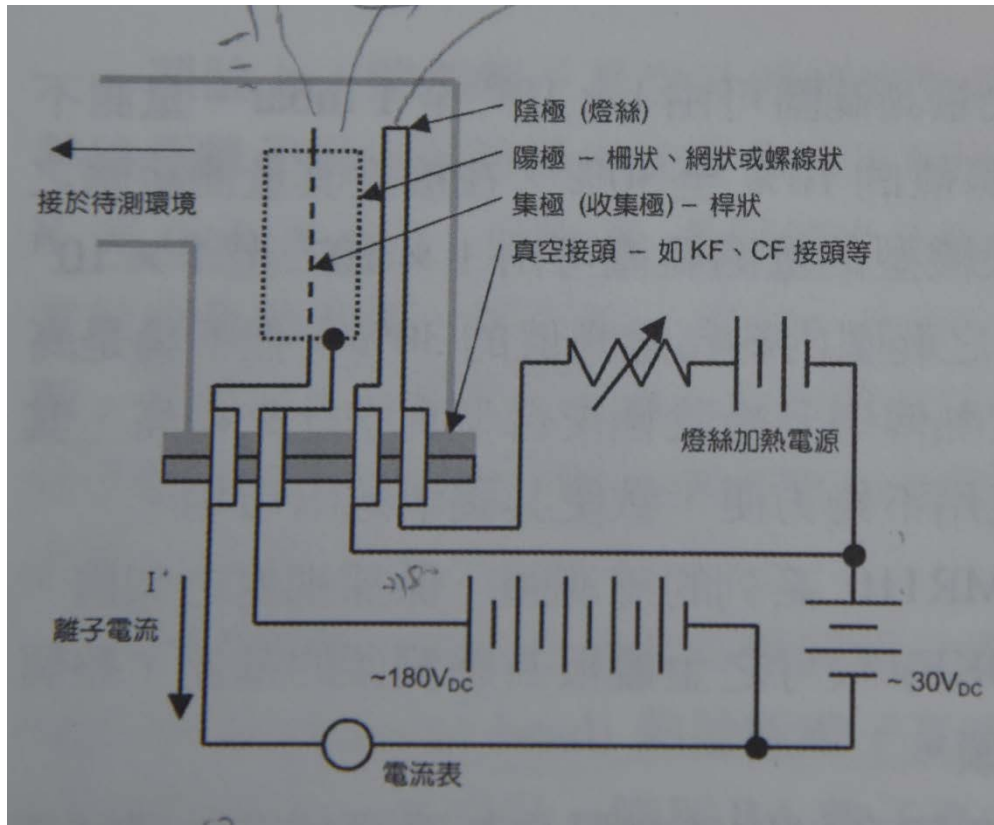 陰極 (燈絲)
陽極 – 柵狀、網狀或螺線狀
集極 (收集極) – 桿狀
真空接頭 – 如 KF、CF 接頭等
接於待測環境
燈絲加熱電源
I⁺
離子電流
~180V_DC
~ 30V_DC
電流表